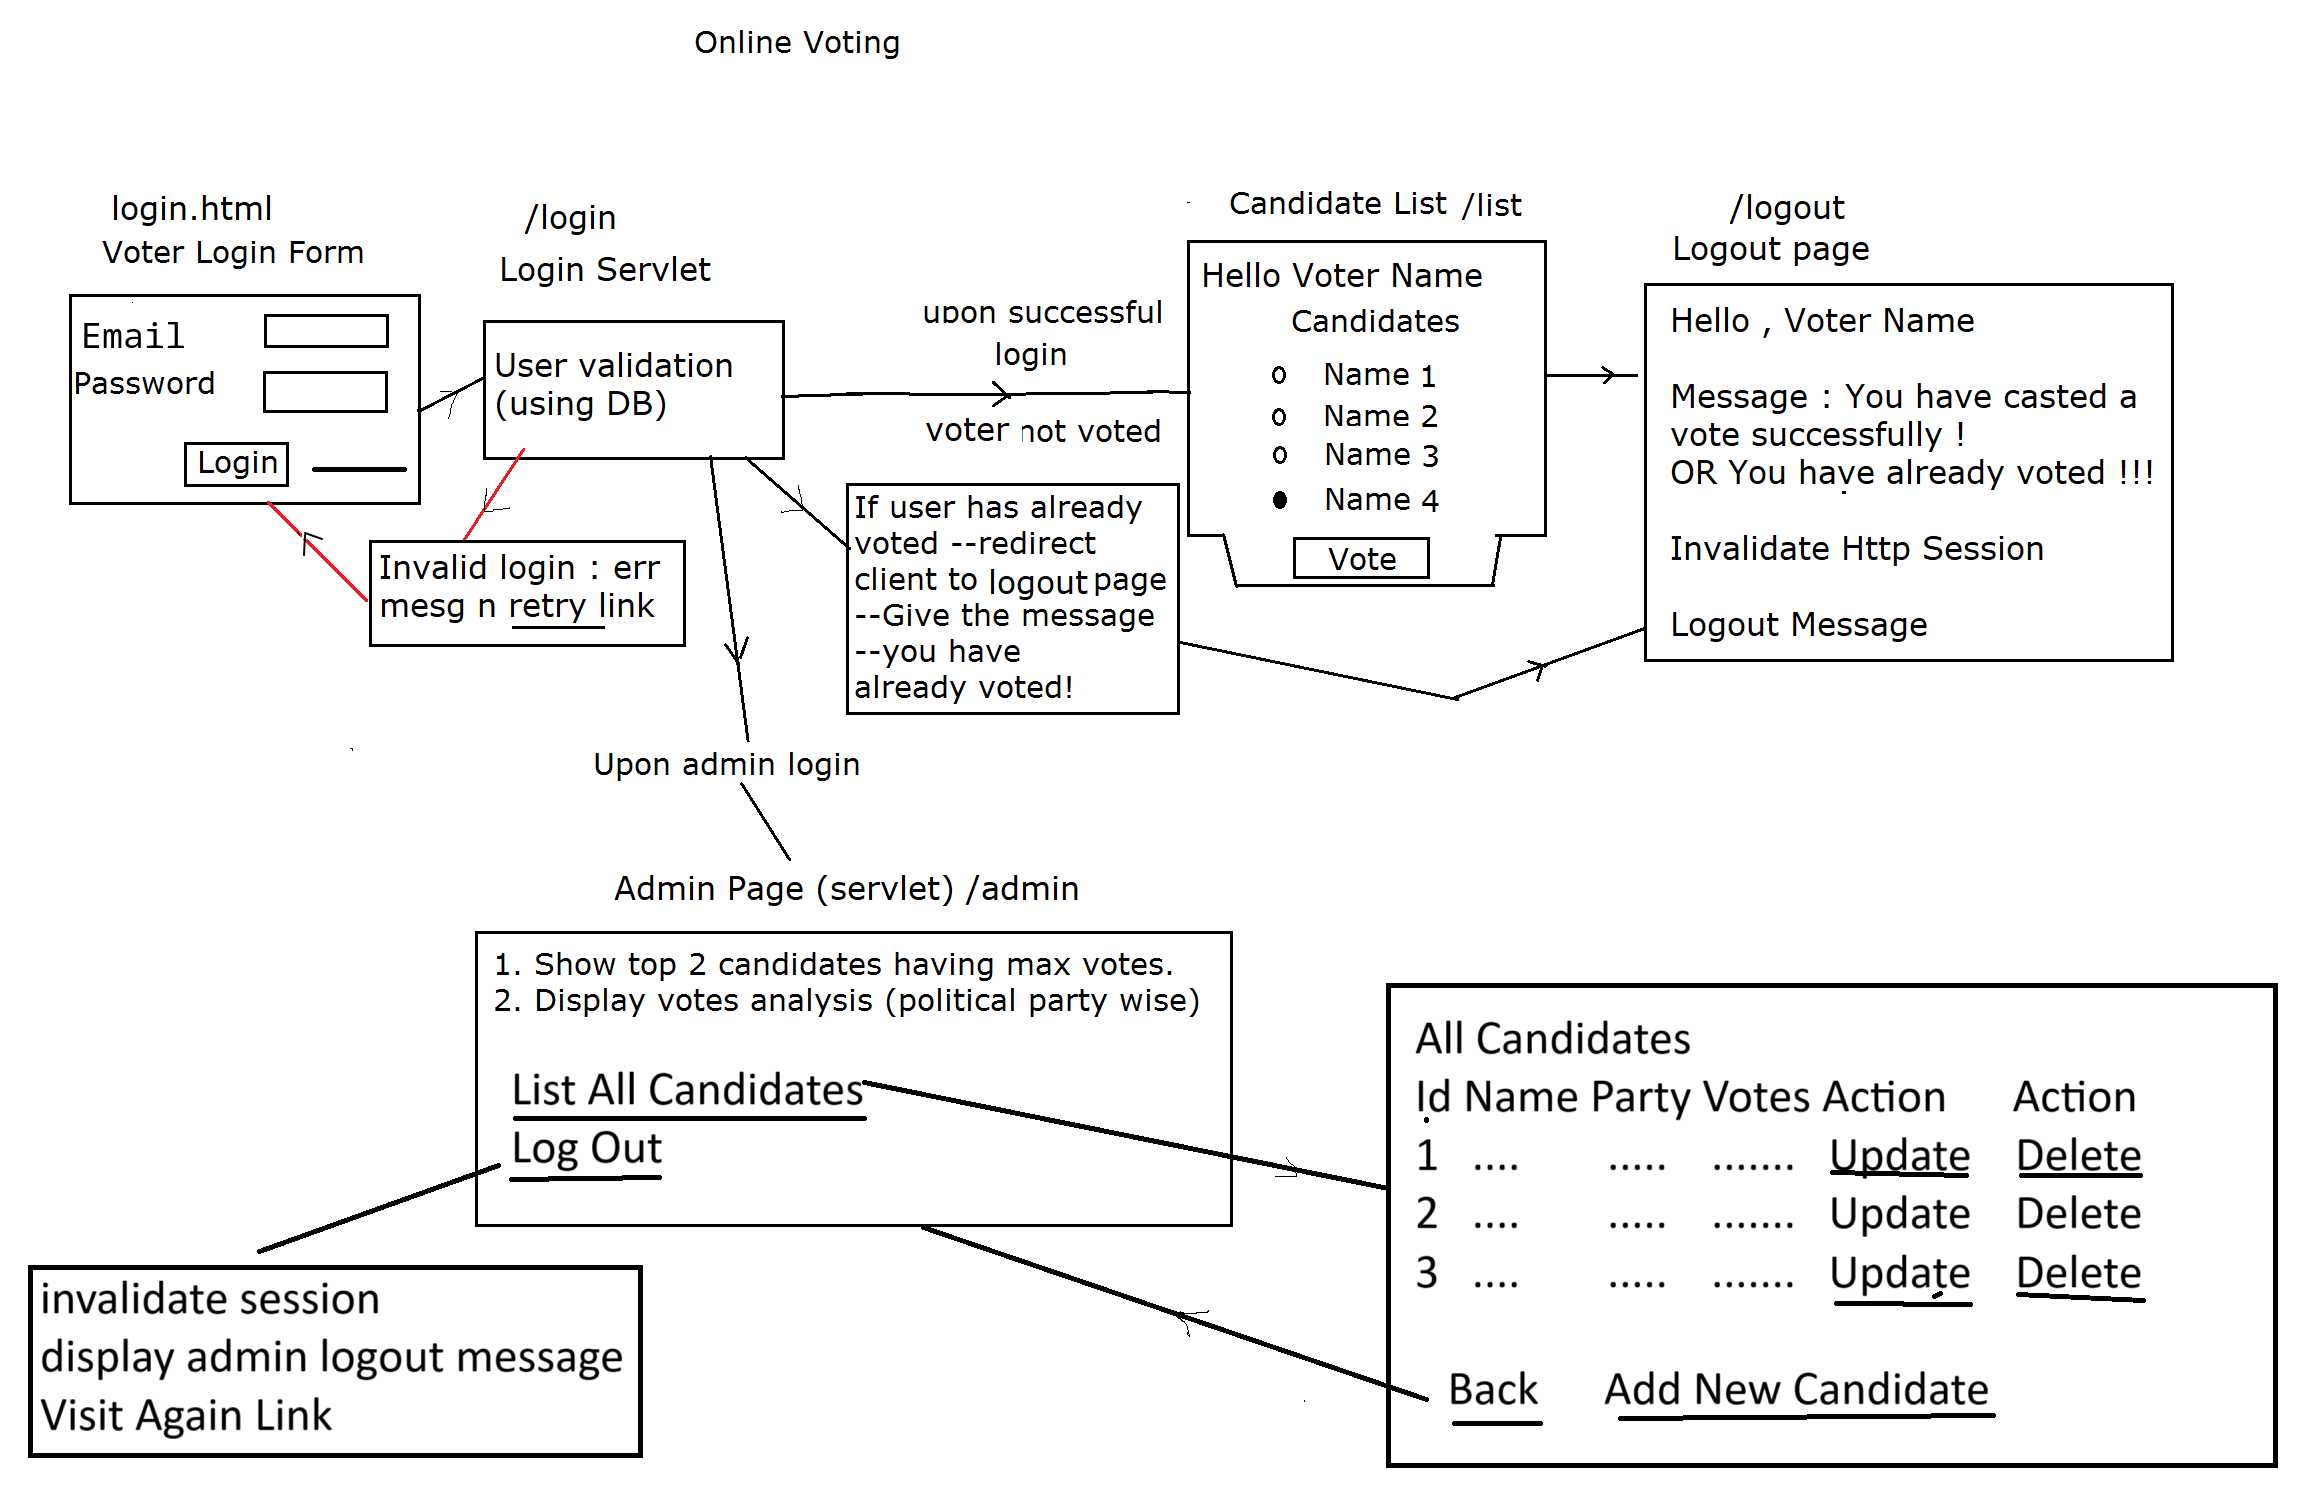 Online Voting
login.html
Voter Login Form
Email
Password
Login
/login
Login Servlet
User validation
(using DB)
Invalid login : err
mesg n retry link
upon successful
login
voter not voted
If user has already
voted --redirect
client to logout page
--Give the message
--you have
already voted!
Candidate List /list
Hello Voter Name
Candidates
Name 1
Name 2
Name 3
Name 4
Vote
/logout
Logout page
Hello , Voter Name
Message : You have casted a
vote successfully !
OR You have already voted !!!
Invalidate Http Session
Logout Message
Upon admin login
Admin Page (servlet) /admin
1. Show top 2 candidates having max votes.
2. Display votes analysis (political party wise)
List All Candidates
Log Out
invalidate session
display admin logout message
Visit Again Link
All Candidates
Id Name Party Votes Action Action
1 .... ..... ....... Update Delete
2 .... ..... ....... Update Delete
3 .... ..... ....... Update Delete
Back Add New Candidate